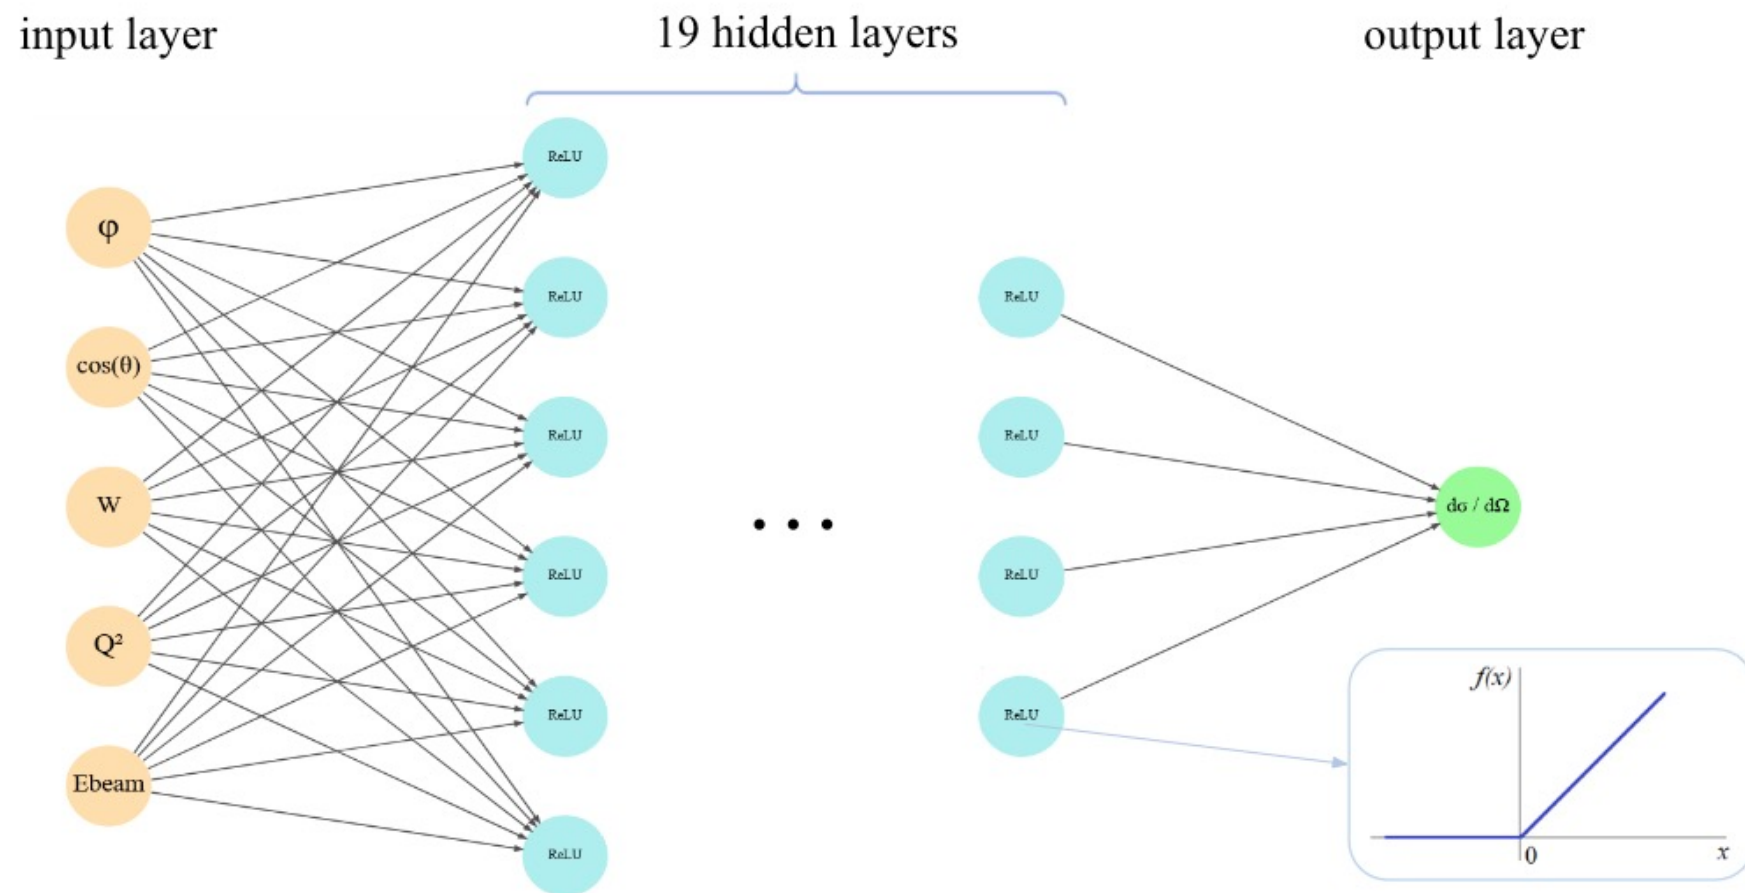 input layer
19 hidden layers
output layer
φ
cos(θ)
W
Q²
Ebeam
ReLU
ReLU
ReLU
ReLU
ReLU
ReLU
...
ReLU
ReLU
ReLU
ReLU
dσ / dΩ
f(x)
0
x